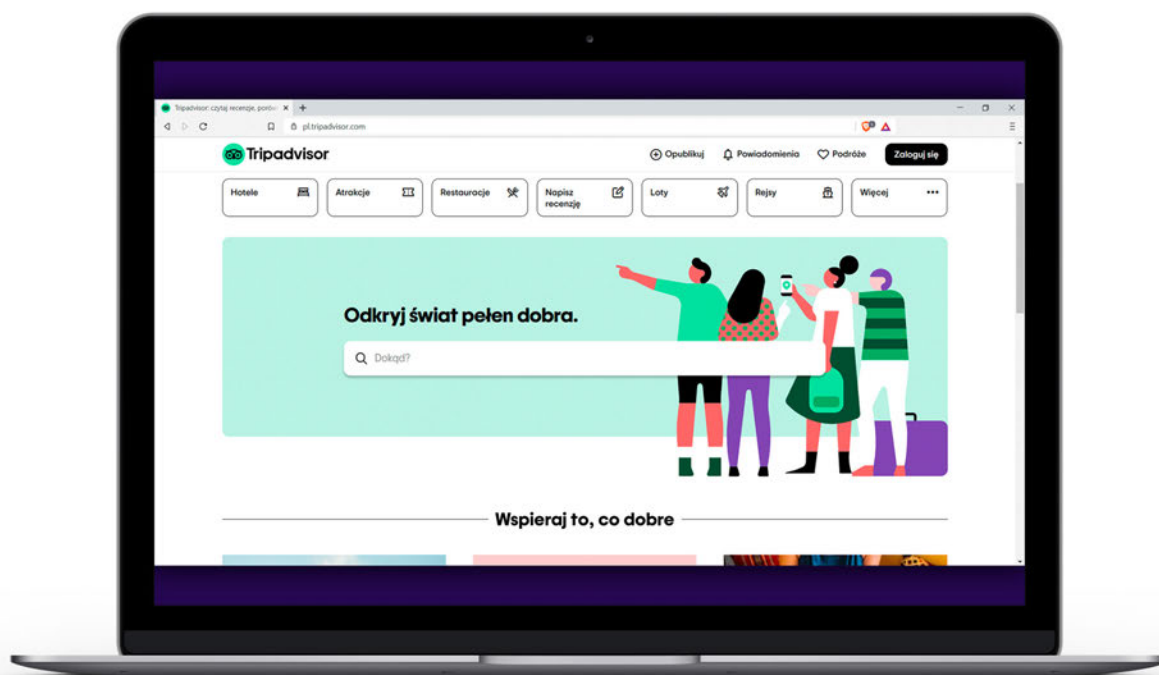 Tripadvisor: czytaj recenzje, porów
pl.tripadvisor.com
Tripadvisor
Opublikuj
Powiadomienia
Podróże
Zaloguj się
Hotele
Atrakcje
Restauracje
Napisz
recenzję
Loty
Rejsy
Więcej
Odkryj świat pełen dobra.
Dokąd?
Wspieraj to, co dobre